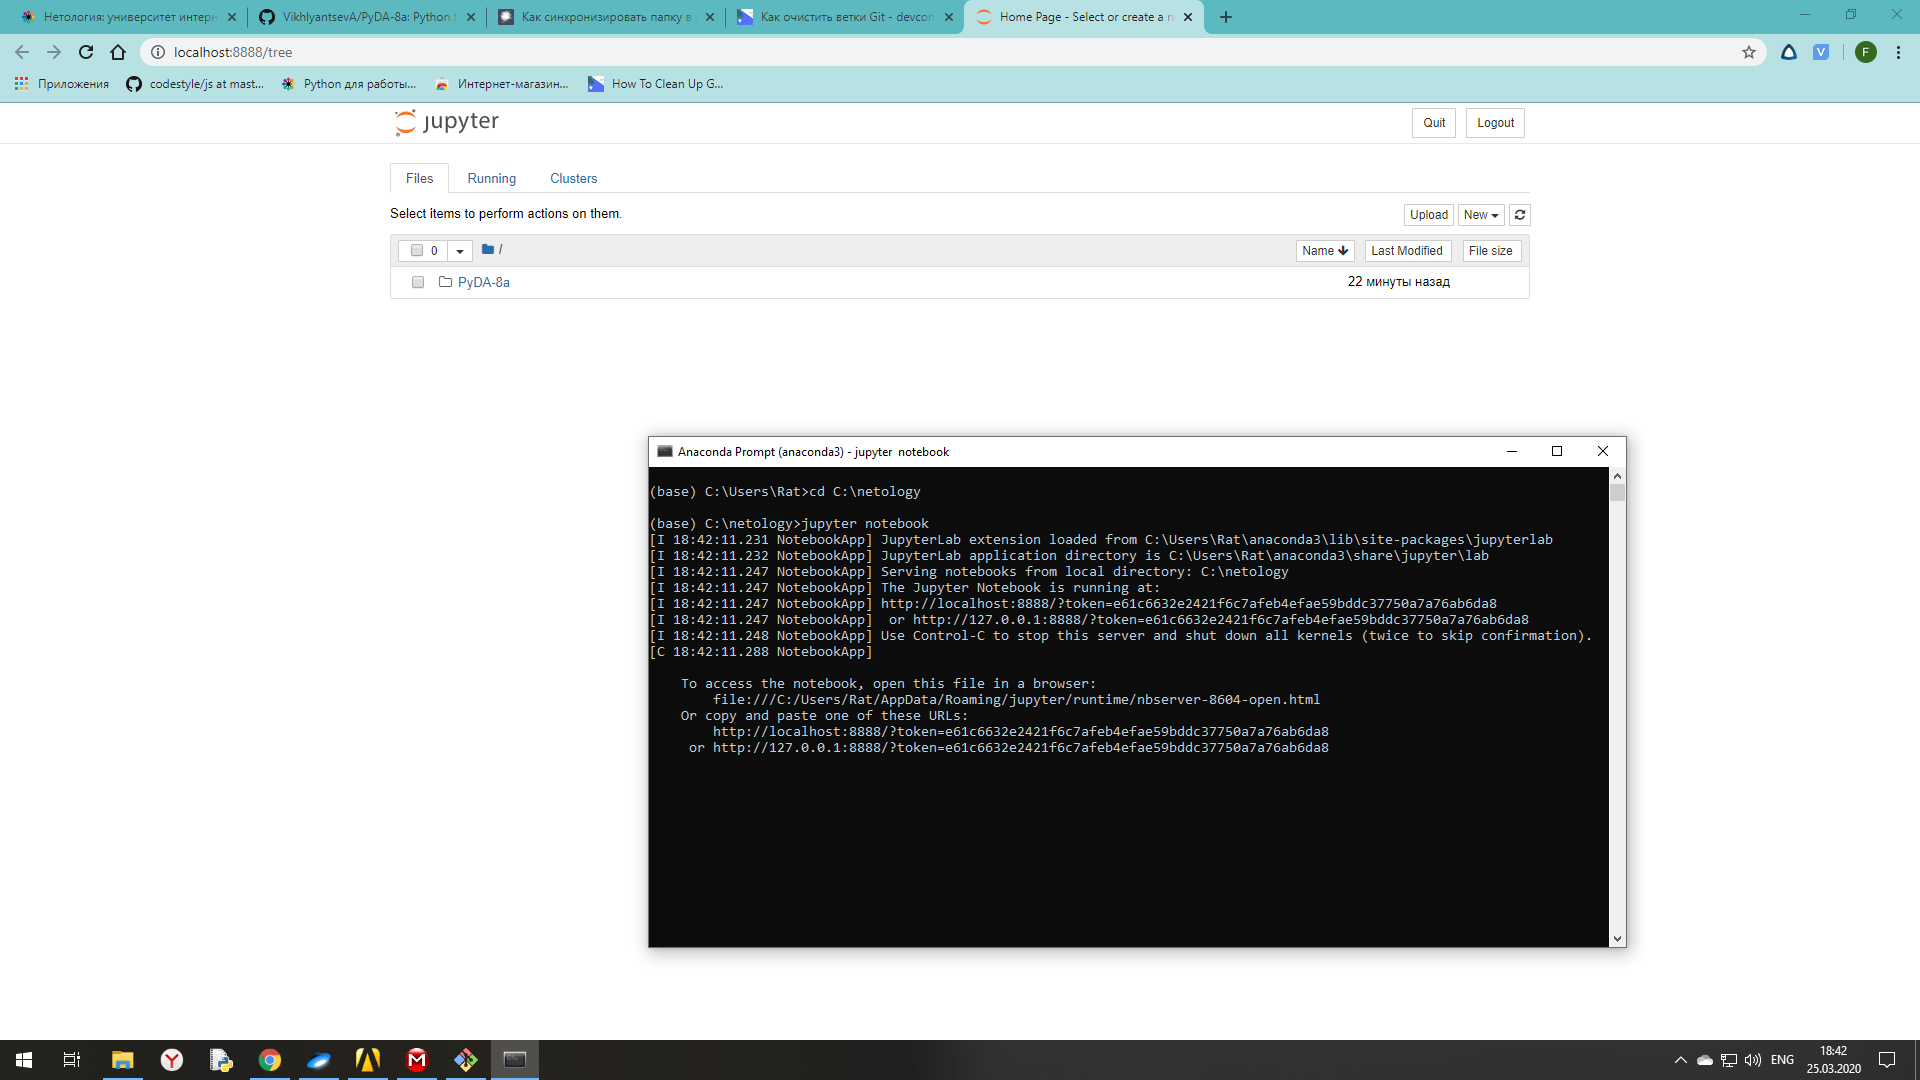 Нетология: университет интерн
VikhlyantsevA/PyDA-8a: Python f
Как синхронизировать папку в
Как очистить ветки Git - devcon
Home Page - Select or create a n
localhost:8888/tree
V
F
Приложения
codestyle/js at mast...
Python для работы...
Интернет-магазин...
How To Clean Up G...
jupyter
Quit
Logout
Files
Running
Clusters
Select items to perform actions on them.
Upload
New
0
/
Name
Last Modified
File size
PyDA-8a
22 минуты назад
Anaconda Prompt (anaconda3) - jupyter notebook
(base) C:\Users\Rat>cd C:\netology
(base) C:\netology>jupyter notebook
[I 18:42:11.231 NotebookApp] JupyterLab extension loaded from C:\Users\Rat\anaconda3\lib\site-packages\jupyterlab
[I 18:42:11.232 NotebookApp] JupyterLab application directory is C:\Users\Rat\anaconda3\share\jupyter\lab
[I 18:42:11.247 NotebookApp] Serving notebooks from local directory: C:\netology
[I 18:42:11.247 NotebookApp] The Jupyter Notebook is running at:
[I 18:42:11.247 NotebookApp] http://localhost:8888/?token=e61c6632e2421f6c7afeb4efae59bddc37750a7a76ab6da8
[I 18:42:11.247 NotebookApp]  or http://127.0.0.1:8888/?token=e61c6632e2421f6c7afeb4efae59bddc37750a7a76ab6da8
[I 18:42:11.248 NotebookApp] Use Control-C to stop this server and shut down all kernels (twice to skip confirmation).
[C 18:42:11.288 NotebookApp]
To access the notebook, open this file in a browser:
file:///C:/Users/Rat/AppData/Roaming/jupyter/runtime/nbserver-8604-open.html
Or copy and paste one of these URLs:
http://localhost:8888/?token=e61c6632e2421f6c7afeb4efae59bddc37750a7a76ab6da8
or http://127.0.0.1:8888/?token=e61c6632e2421f6c7afeb4efae59bddc37750a7a76ab6da8
ENG
18:42
25.03.2020